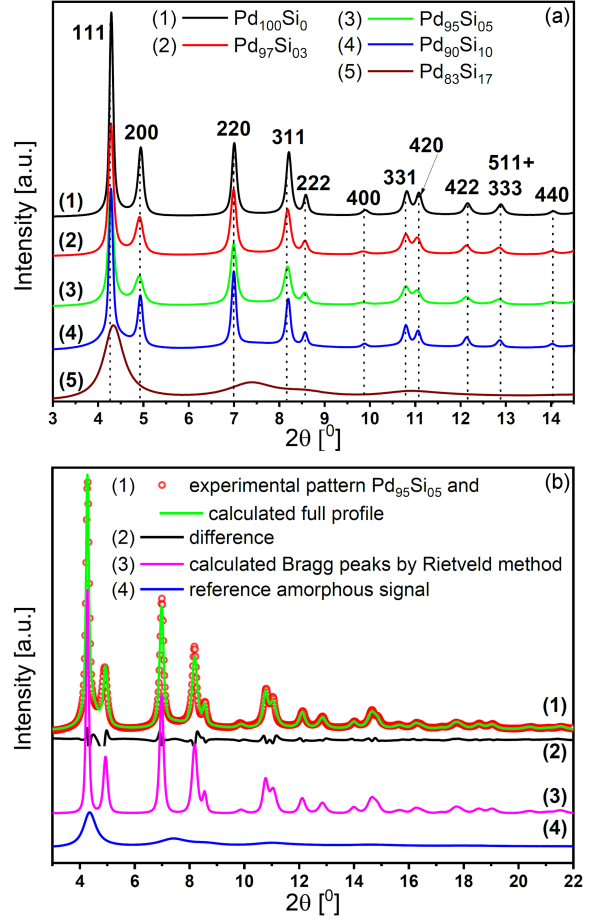 (a)
(1) Pd₁₀₀Si₀
(2) Pd₉₇Si₀₃
(3) Pd₉₅Si₀₅
(4) Pd₉₀Si₁₀
(5) Pd₈₃Si₁₇
111
200
220
311
222
400
331
420
422
511+
333
440
(1)
(2)
(3)
(4)
(5)
Intensity [a.u.]
3 4 5 6 7 8 9 10 11 12 13 14
2θ [⁰]
(b)
(1) experimental pattern Pd₉₅Si₀₅ and
calculated full profile
(2) difference
(3) calculated Bragg peaks by Rietveld method
(4) reference amorphous signal
(1)
(2)
(3)
(4)
Intensity [a.u.]
4 6 8 10 12 14 16 18 20 22
2θ [⁰]